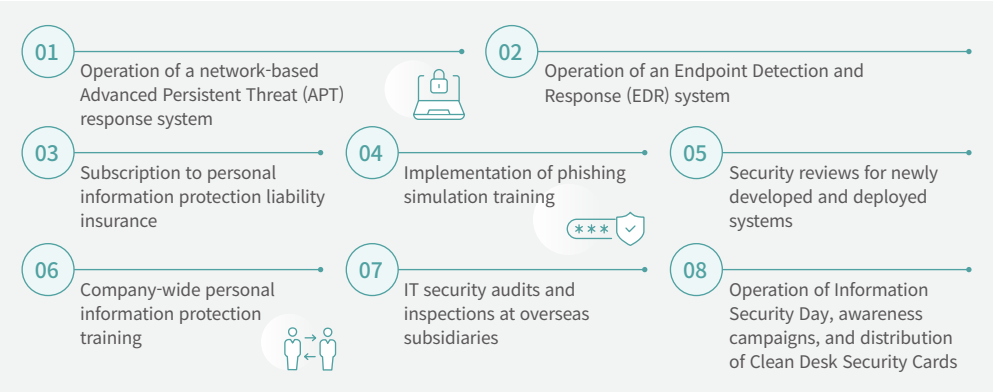 01
Operation of a network-based
Advanced Persistent Threat (APT)
response system
02
Operation of an Endpoint Detection and
Response (EDR) system
03
Subscription to personal
information protection liability
insurance
04
Implementation of phishing
simulation training
***
05
Security reviews for newly
developed and deployed
systems
06
Company-wide personal
information protection
training
07
IT security audits and
inspections at overseas
subsidiaries
08
Operation of Information
Security Day, awareness
campaigns, and distribution
of Clean Desk Security Cards